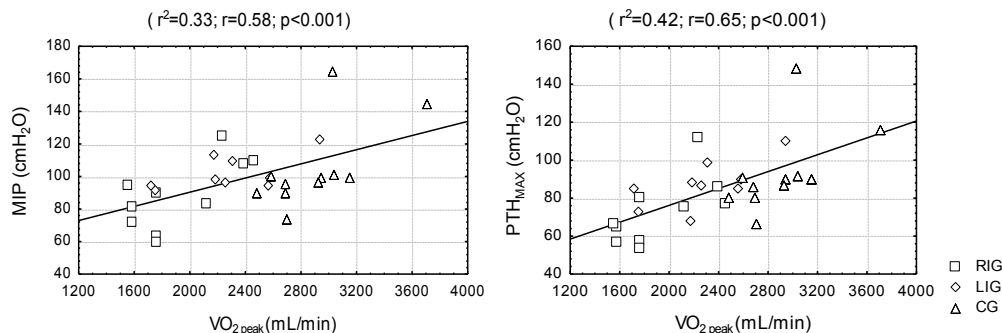 ( r²=0.33; r=0.58; p<0.001)
180
160
140
120
100
80
60
40
MIP (cmH₂O)
1200 1600 2000 2400 2800 3200 3600 4000
VO₂ peak (mL/min)
( r²=0.42; r=0.65; p<0.001)
160
140
120
100
80
60
40
PTH_MAX (cmH₂O)
1200 1600 2000 2400 2800 3200 3600 4000
VO₂ peak (mL/min)
RIG
LIG
CG